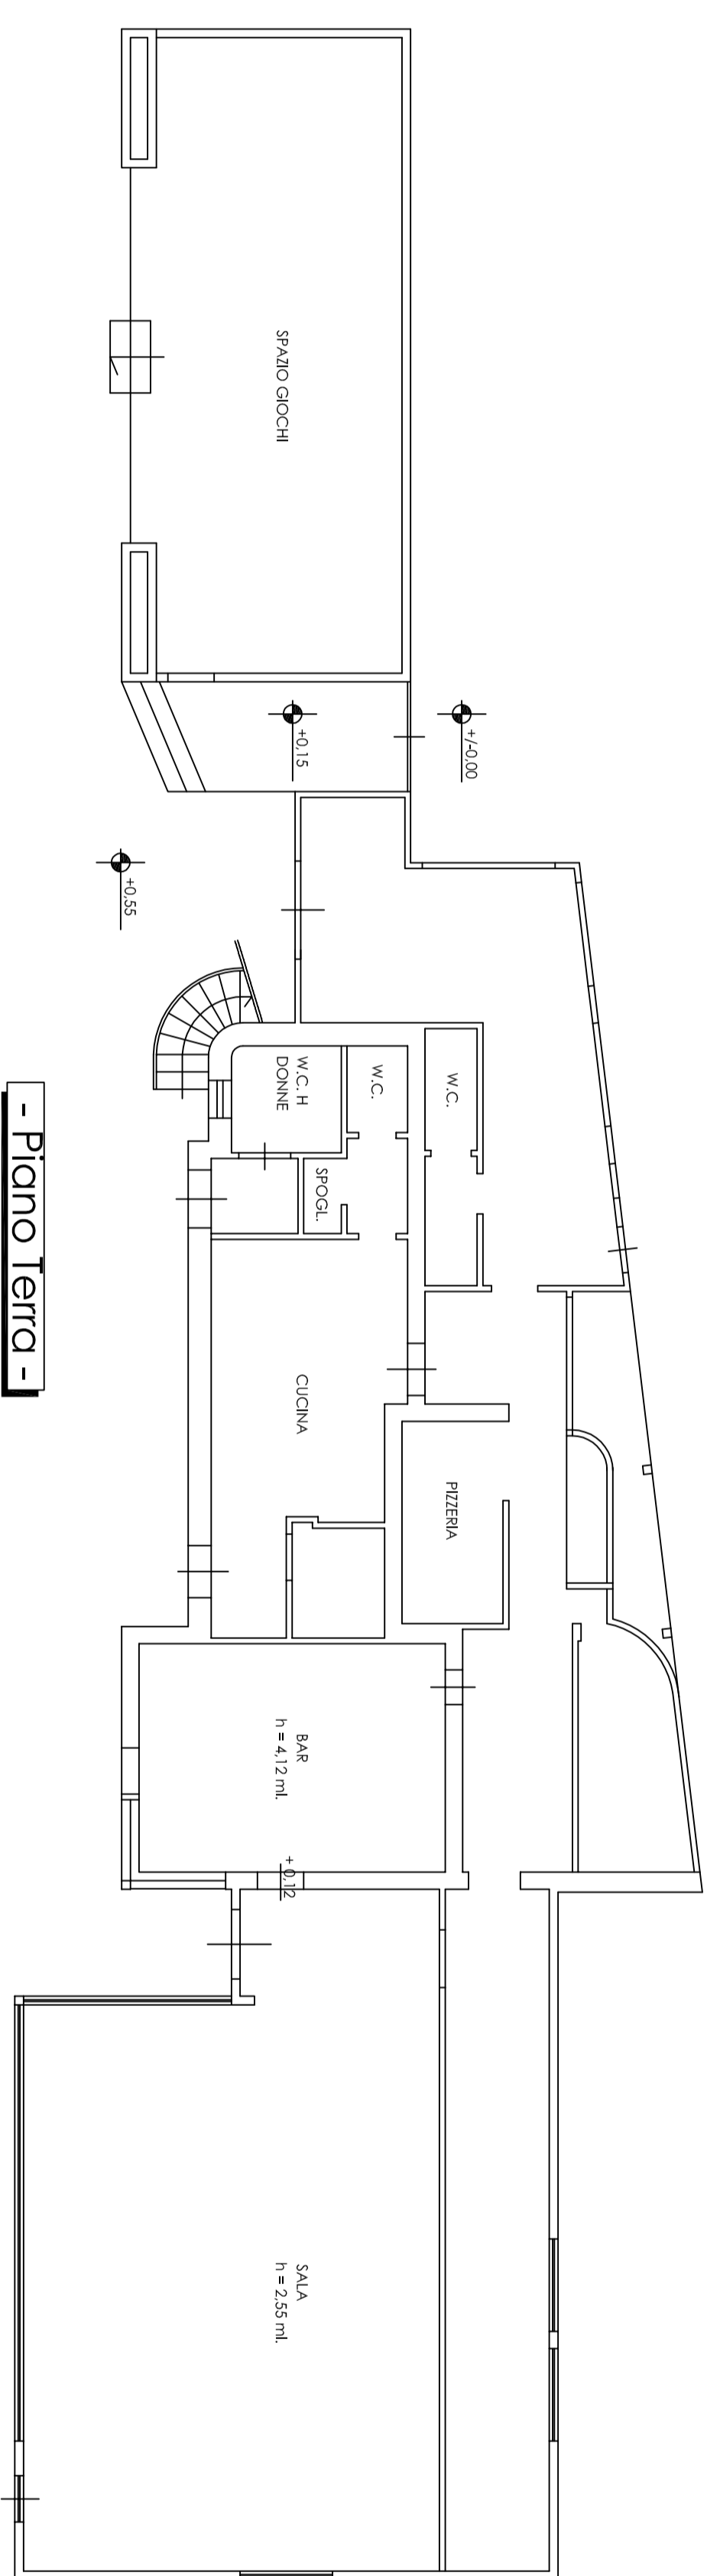 SPAZIO GIOCHI
+/-0,00
+0,15
+0,55
W.C.
W.C.
W.C. H
DONNE
SPOGL.
CUCINA
PIZZERIA
BAR
h = 4,12 ml.
+ 0,12
SALA
h = 2,55 ml.
- Piano Terra -